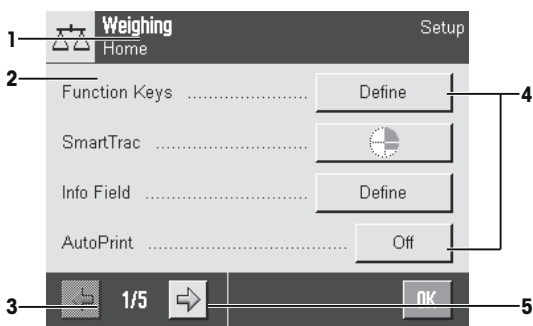 Weighing
Home
Setup
1
2
Function Keys ...................... Define
4
SmartTrac ............................
Info Field .............................. Define
AutoPrint .................................... Off
3
1/5
OK
5